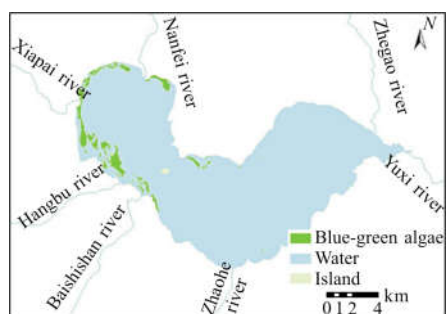 Nanfei river
N
Zhegao river
Xiapai river
Hangbu river
Yuxi river
Baishishan river
Zhaohe
river
Blue-green algae
Water
Island
0 1 2 4 km